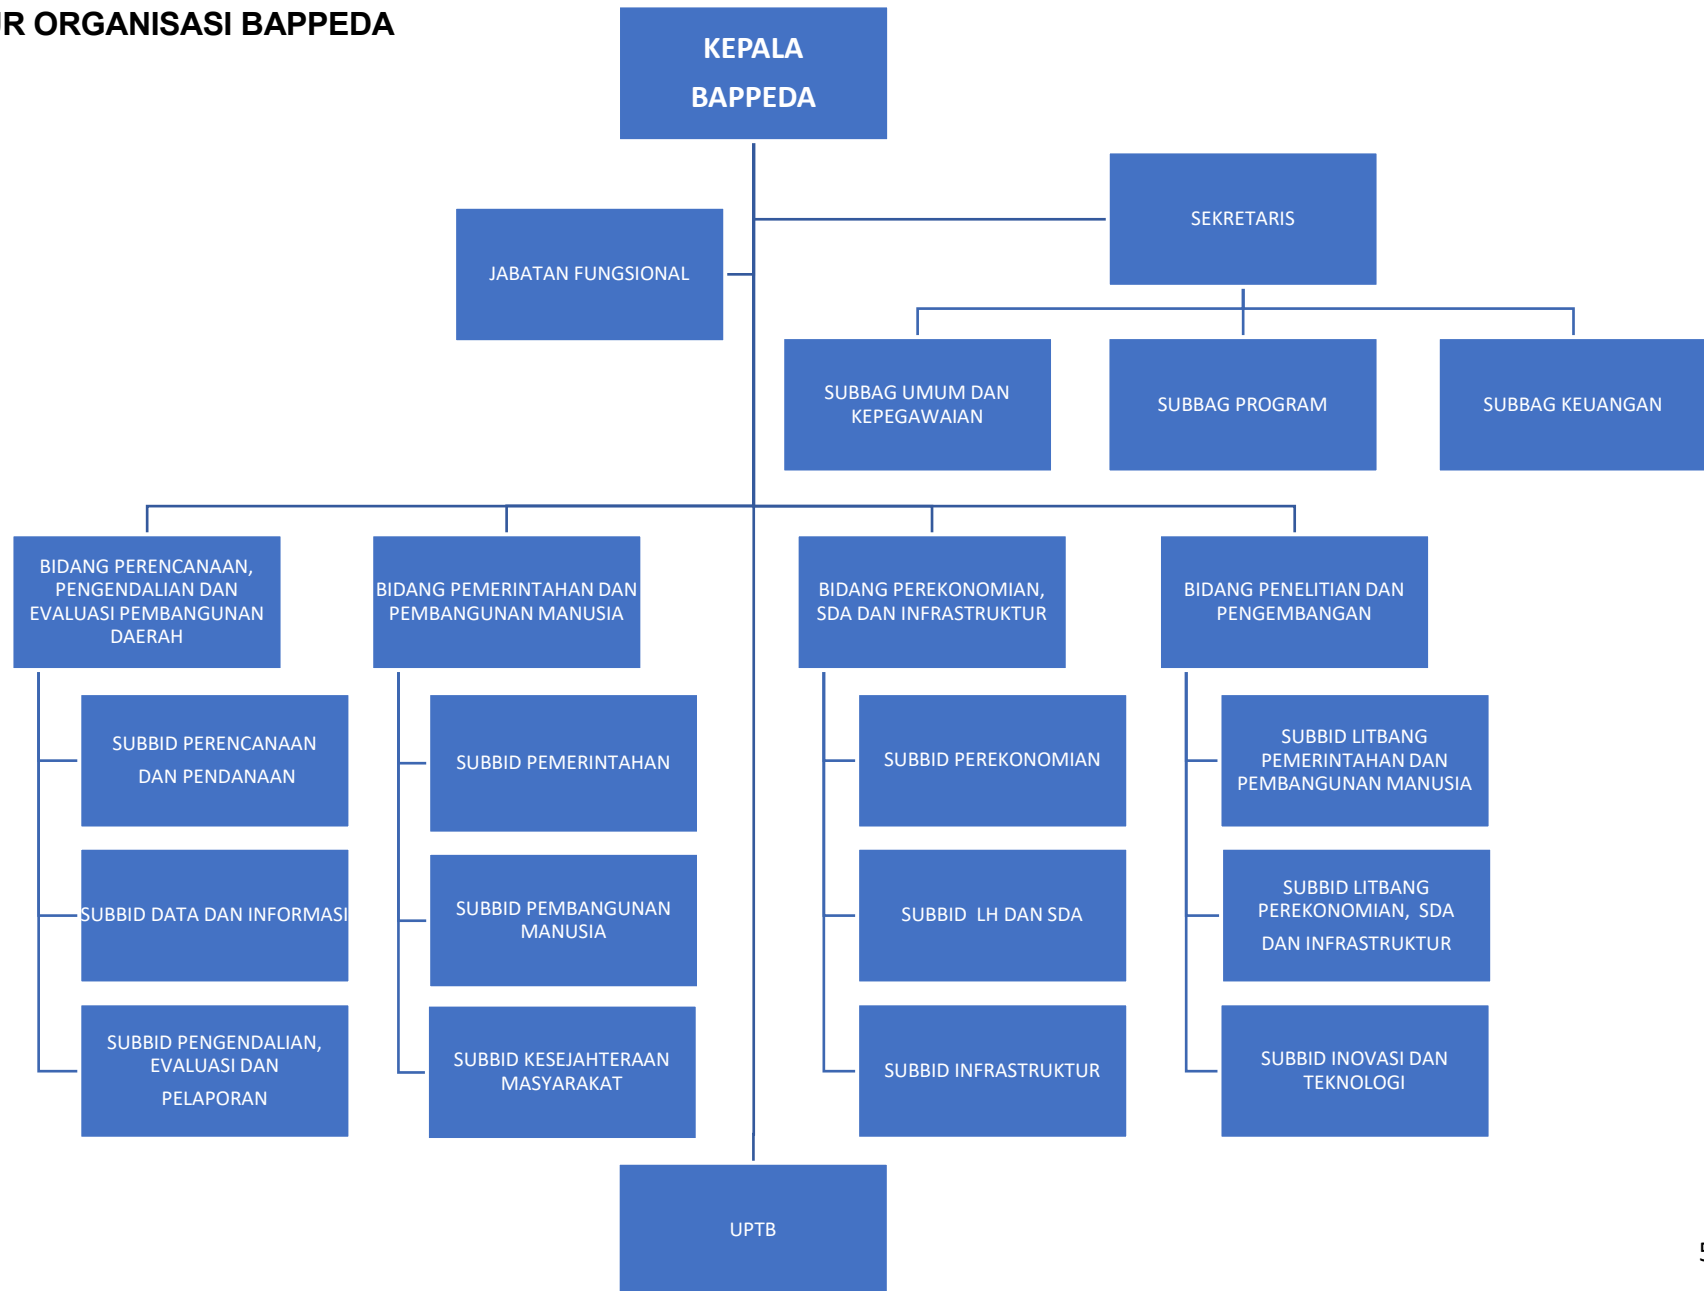 UR ORGANISASI BAPPEDA
KEPALA
BAPPEDA
SEKRETARIS
JABATAN FUNGSIONAL
SUBBAG UMUM DAN
KEPEGAWAIAN
SUBBAG PROGRAM
SUBBAG KEUANGAN
BIDANG PERENCANAAN,
PENGENDALIAN DAN
EVALUASI PEMBANGUNAN
DAERAH
BIDANG PEMERINTAHAN DAN
PEMBANGUNAN MANUSIA
BIDANG PEREKONOMIAN,
SDA DAN INFRASTRUKTUR
BIDANG PENELITIAN DAN
PENGEMBANGAN
SUBBID PERENCANAAN
DAN PENDANAAN
SUBBID PEMERINTAHAN
SUBBID PEREKONOMIAN
SUBBID LITBANG
PEMERINTAHAN DAN
PEMBANGUNAN MANUSIA
SUBBID DATA DAN INFORMASI
SUBBID PEMBANGUNAN
MANUSIA
SUBBID  LH DAN SDA
SUBBID LITBANG
PEREKONOMIAN,  SDA
DAN INFRASTRUKTUR
SUBBID PENGENDALIAN,
EVALUASI DAN
PELAPORAN
SUBBID KESEJAHTERAAN
MASYARAKAT
SUBBID INFRASTRUKTUR
SUBBID INOVASI DAN
TEKNOLOGI
UPTB
5